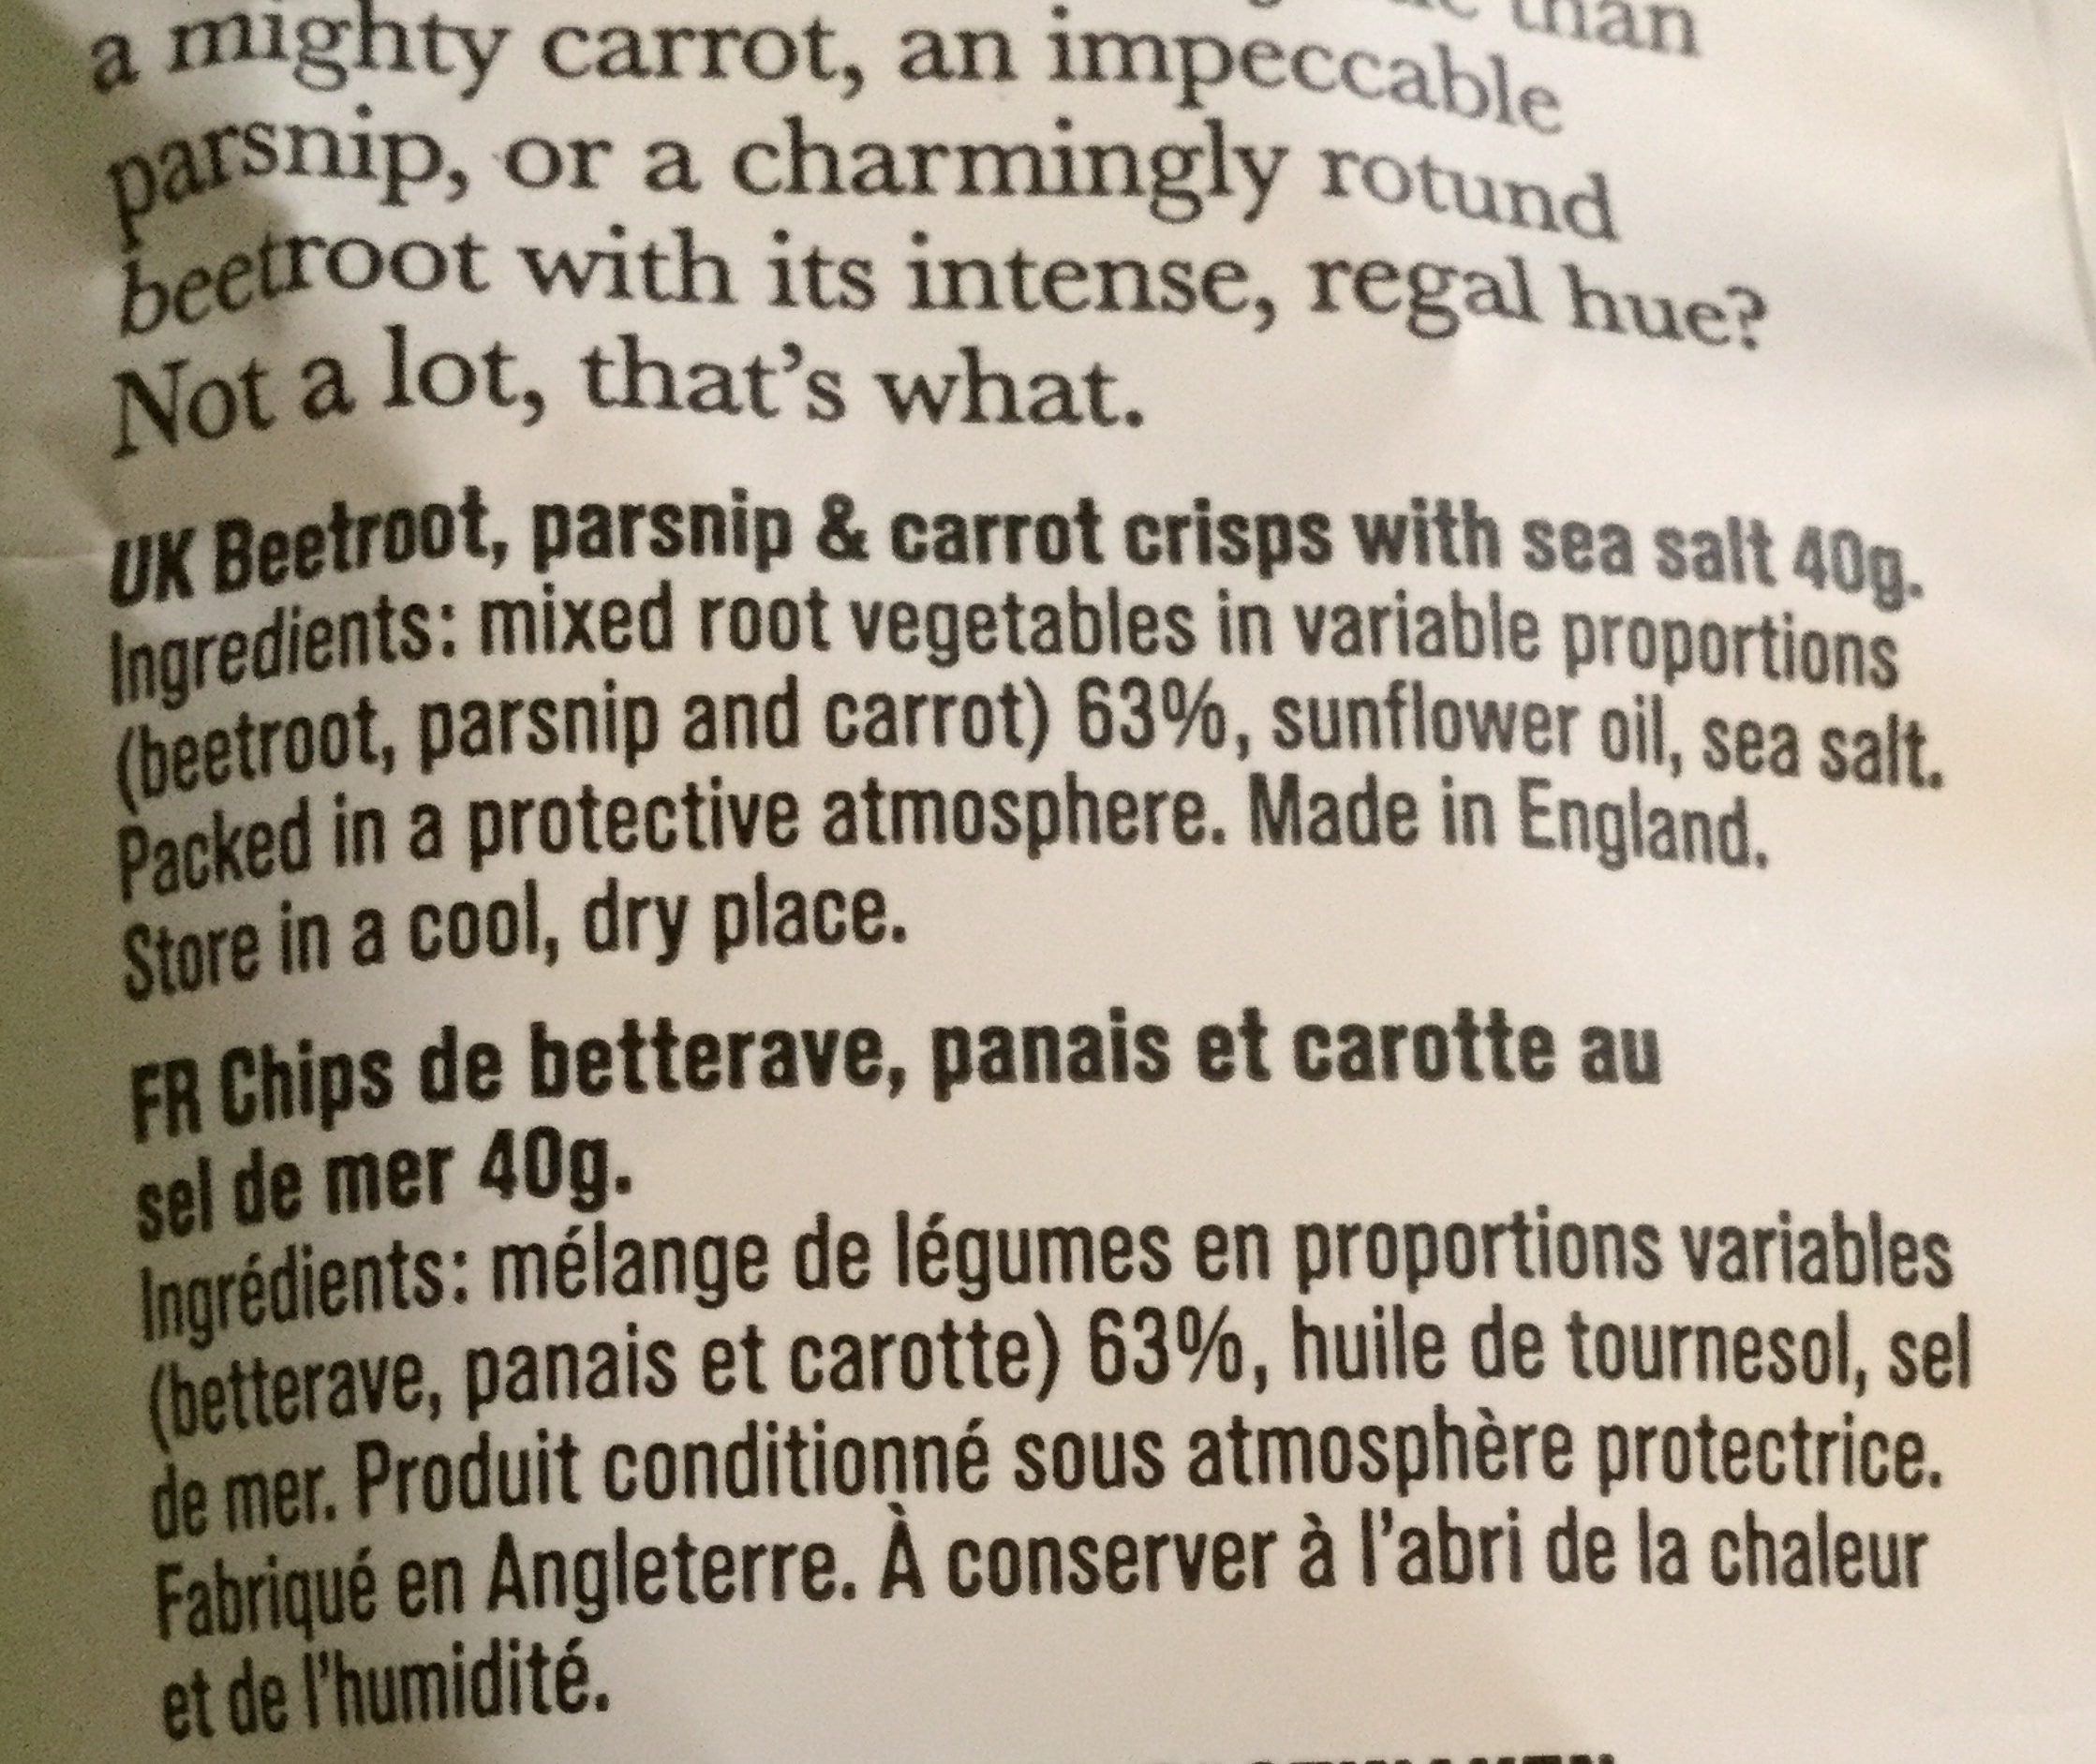 than
a mighty carrot, an impeccable
parsnip, or a charmingly rotund
beetroot with its intense, regal hue?
Not a lot, that's what.
UK Beetroot, parsnip & carrot crisps with sea salt 40g.
Ingredients: mixed root vegetables in variable proportions
(beetroot, parsnip and carrot) 63%, sunflower oil, sea salt.
Packed in a protective atmosphere. Made in England.
Store in a cool, dry place.
FR Chips de betterave, panais et carotte au
sel de mer 40g.
Ingrédients: mélange de légumes en proportions variables
(betterave, panais et carotte) 63%, huile de tournesol, sel
de mer. Produit conditionné sous atmosphère protectrice.
Fabriqué en Angleterre. À conserver à l'abri de la chaleur
et de l'humidité.